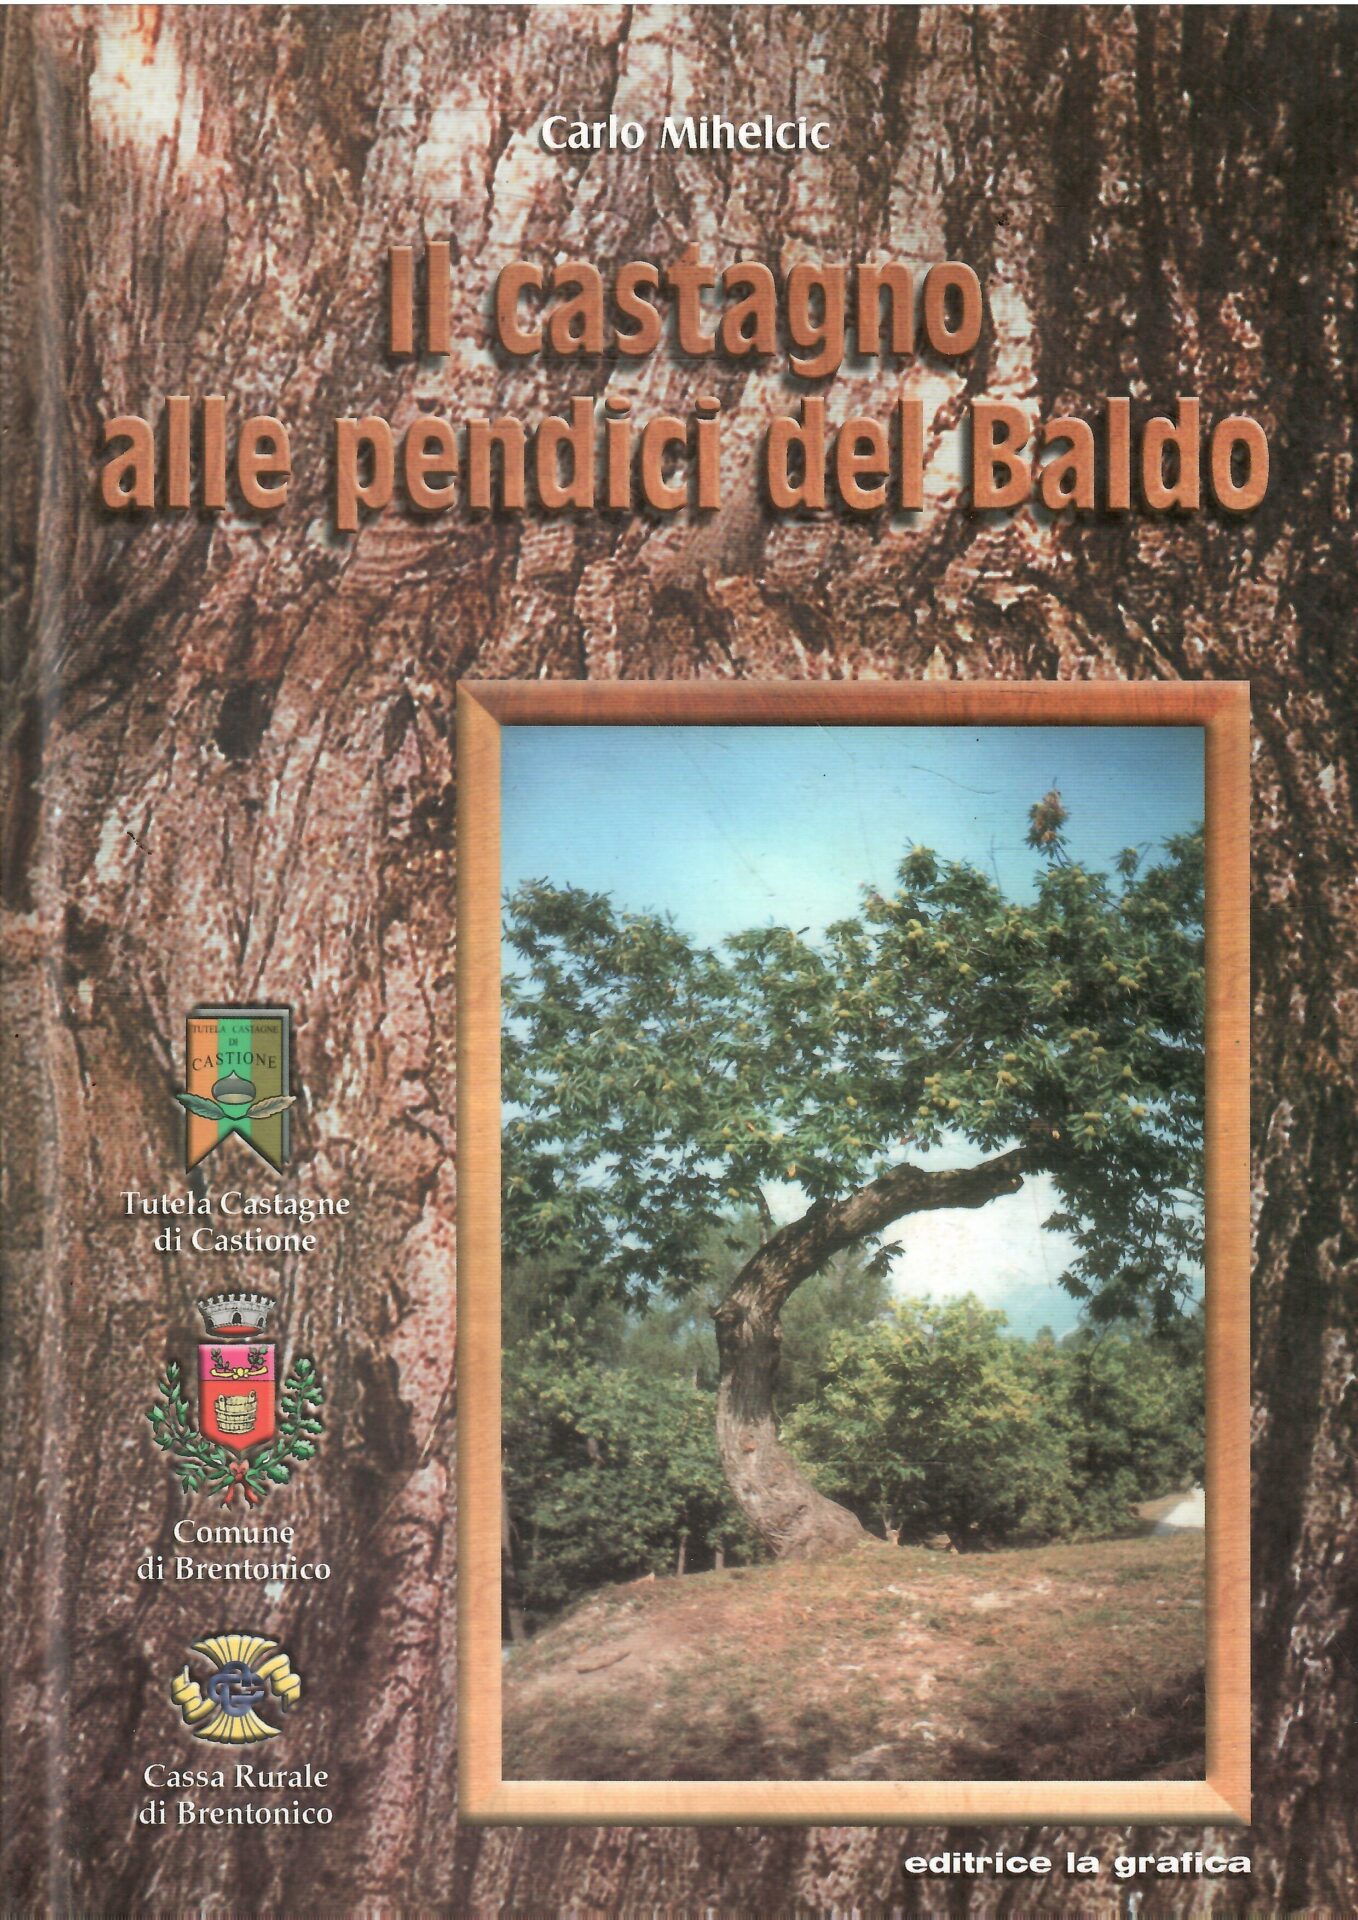 Carlo Mihelcic
Il castagno
alle pendici del Baldo
TUTELA CASTAGNE
DI
CASTIONE
Tutela Castagne
di Castione
Comune
di Brentonico
Cassa Rurale
di Brentonico
editrice la grafica